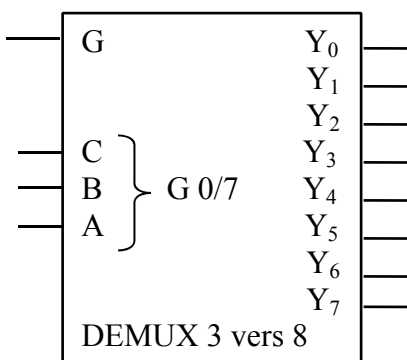 G Y₀
Y₁
Y₂
C Y₃
B G 0/7 Y₄
A Y₅
Y₆
Y₇
DEMUX 3 vers 8